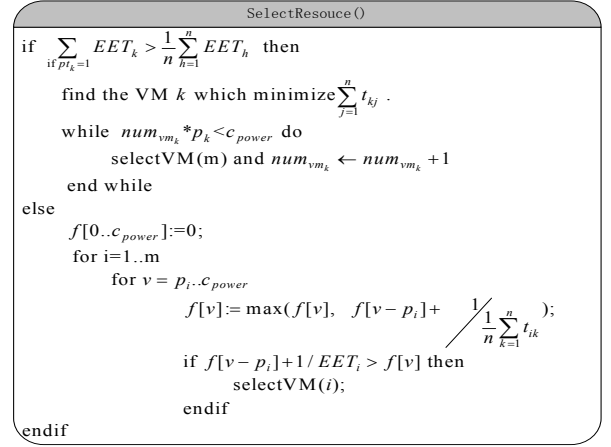 SelectResouce()
if ∑_{if pt_k=1} EET_k > 1/n ∑_{h=1}^{n} EET_h then
find the VM k which minimize ∑_{j=1}^{n} t_{kj} .
while num_{vm_k} *p_k <c_{power} do
selectVM(m) and num_{vm_k} ← num_{vm_k} +1
end while
else
f[0..c_{power}]:=0;
for i=1..m
for v = p_i..c_{power}
f[v]:= max(f[v], f[v− p_i]+ 1/(1/n ∑_{k=1}^{n} t_{ik}) );
if f[v− p_i]+1/ EET_i > f[v] then
selectVM(i);
endif
endif